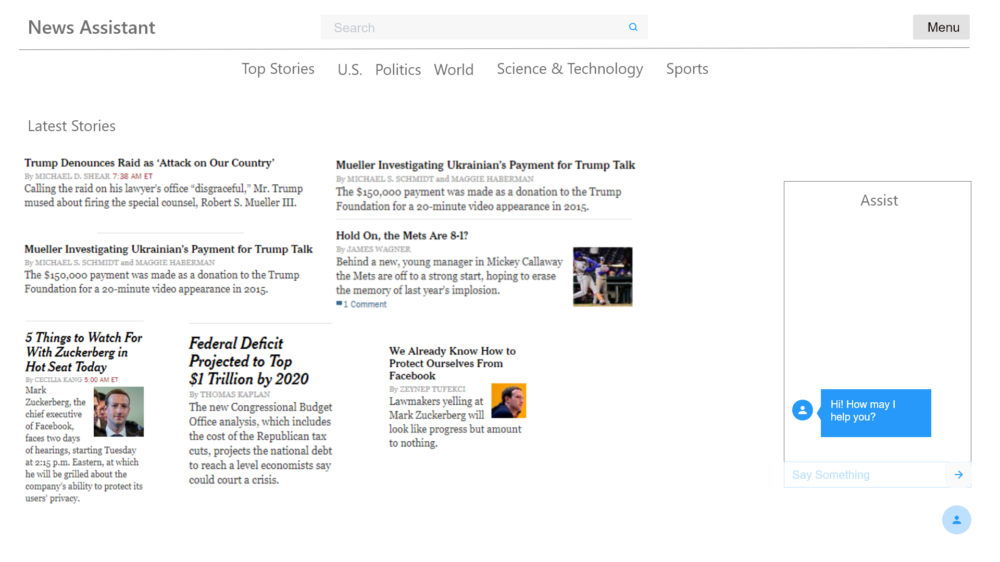 News Assistant
Search
Menu
Top Stories
U.S.
Politics
World
Science & Technology
Sports
Latest Stories
Trump Denounces Raid as ‘Attack on Our Country’
By MICHAEL D. SHEAR 7:38 AM ET
Calling the raid on his lawyer’s office “disgraceful,” Mr. Trump
mused about firing the special counsel, Robert S. Mueller III.
Mueller Investigating Ukrainian’s Payment for Trump Talk
By MICHAEL S. SCHMIDT and MAGGIE HABERMAN
The $150,000 payment was made as a donation to the Trump
Foundation for a 20-minute video appearance in 2015.
Mueller Investigating Ukrainian’s Payment for Trump Talk
By MICHAEL S. SCHMIDT and MAGGIE HABERMAN
The $150,000 payment was made as a donation to the Trump
Foundation for a 20-minute video appearance in 2015.
Hold On, the Mets Are 8-1?
By JAMES WAGNER
Behind a new, young manager in Mickey Callaway
the Mets are off to a strong start, hoping to erase
the memory of last year’s implosion.
1 Comment
5 Things to Watch For
With Zuckerberg in
Hot Seat Today
By CECILIA KANG 5:00 AM ET
Mark
Zuckerberg, the
chief executive
of Facebook,
faces two days
of hearings, starting Tuesday
at 2:15 p.m. Eastern, at which
he will be grilled about the
company’s ability to protect its
users’ privacy.
Federal Deficit
Projected to Top
$1 Trillion by 2020
By THOMAS KAPLAN
The new Congressional Budget
Office analysis, which includes
the cost of the Republican tax
cuts, projects the national debt
to reach a level economists say
could court a crisis.
We Already Know How to
Protect Ourselves From
Facebook
By ZEYNEP TUFEKCI
Lawmakers yelling at
Mark Zuckerberg will
look like progress but amount
to nothing.
Assist
Hi! How may I
help you?
Say Something